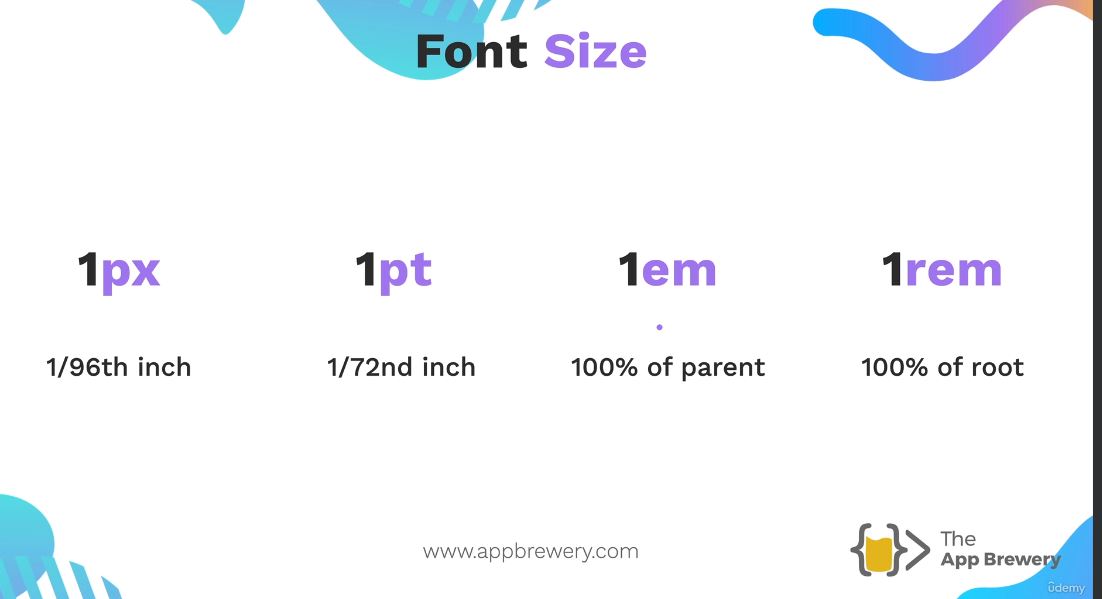 Font Size
1px
1pt
1em
1rem
1/96th inch
1/72nd inch
100% of parent
100% of root
www.appbrewery.com
The
App Brewery
ûdemy